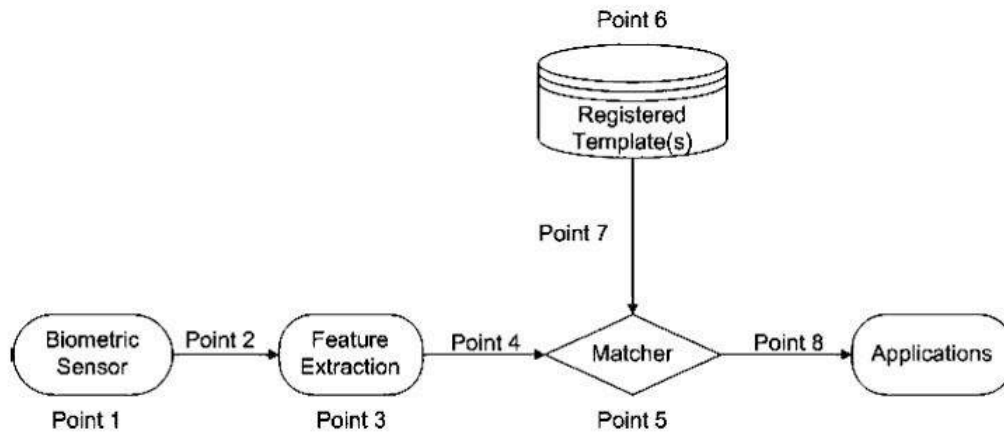 Point 6
Registered
Template(s)
Point 7
Biometric
Sensor
Point 2
Feature
Extraction
Point 4
Matcher
Point 8
Applications
Point 1
Point 3
Point 5